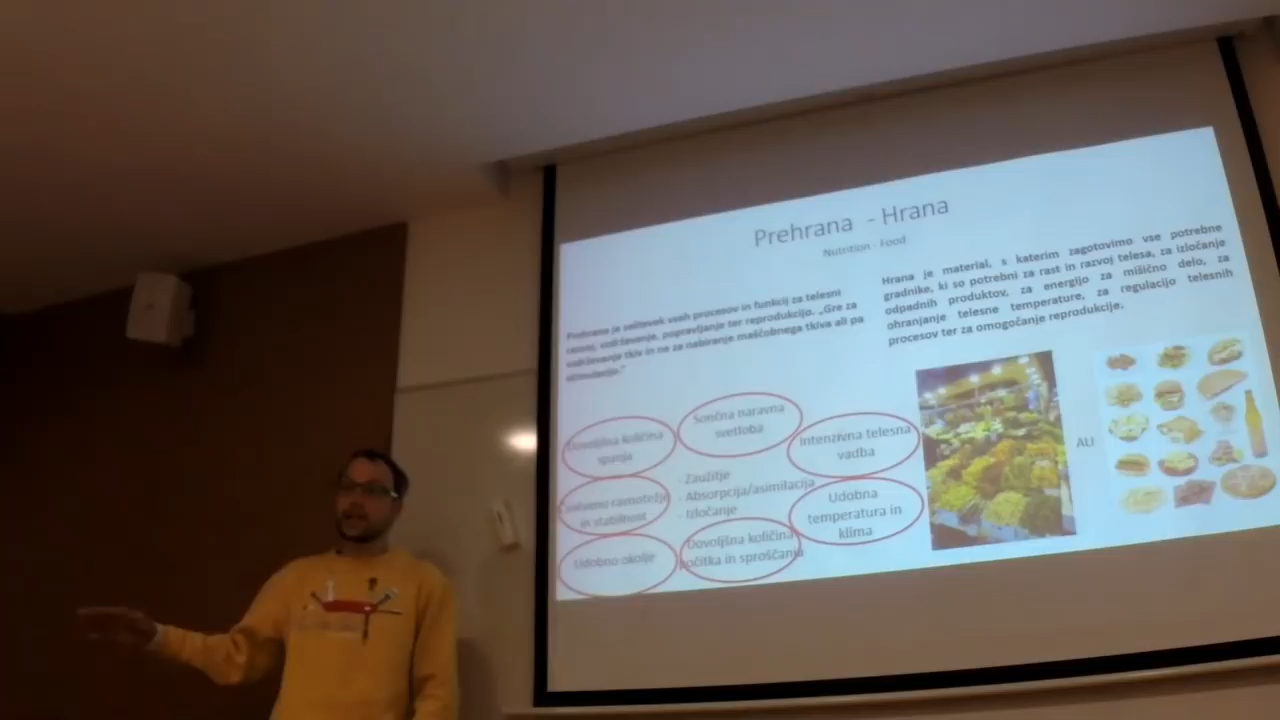 Prehrana - Hrana
Nutrition - Food
Prehrana je seštevek vseh procesov in funkcij za telesni
razvoj, vzdrževanje, popravljanje ter reprodukcijo. „Gre za
vzdrževanje tkiv in ne za nabiranje maščobnega tkiva ali pa
stimulacijo."
Hrana je material, s katerim zagotovimo vse potrebne
gradnike, ki so potrebni za rast in razvoj telesa, za izločanje
odpadnih produktov, za energijo za mišično delo, za
ohranjanje telesne temperature, za regulacijo telesnih
procesov ter za omogočanje reprodukcije.
Dovoljšna količina
spanja
Sončna naravna
svetloba
Intenzivna telesna
vadba
ravnotežje
in stabilnost
- Zaužitje
- Absorpcija/asimilacija
- Izločanje
Udobna
temperatura in
klima
Udobno okolje
Dovoljšna količina
počitka in sproščanja
ALI